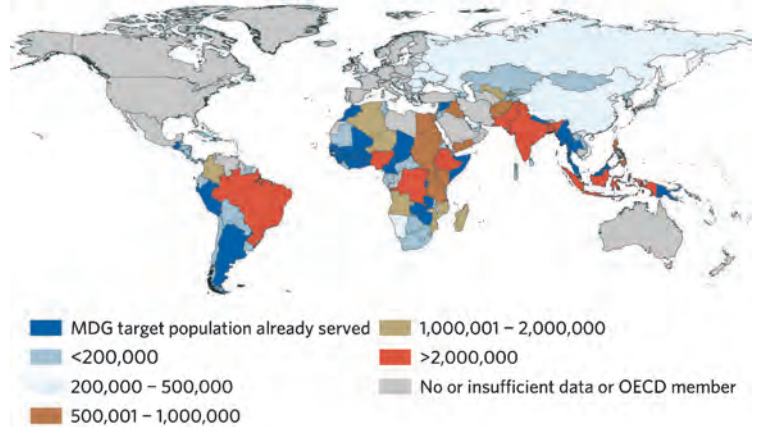 MDG target population already served
<200,000
200,000 – 500,000
500,001 – 1,000,000
1,000,001 – 2,000,000
>2,000,000
No or insufficient data or OECD member